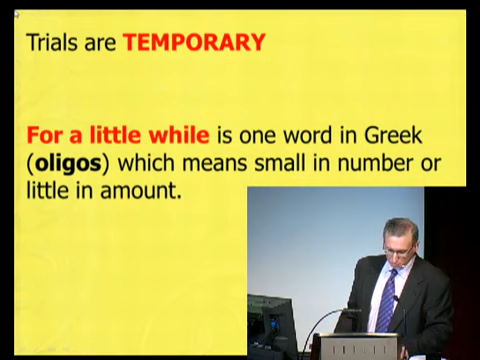 Trials are TEMPORARY
For a little while is one word in Greek
(oligos) which means small in number or
little in amount.